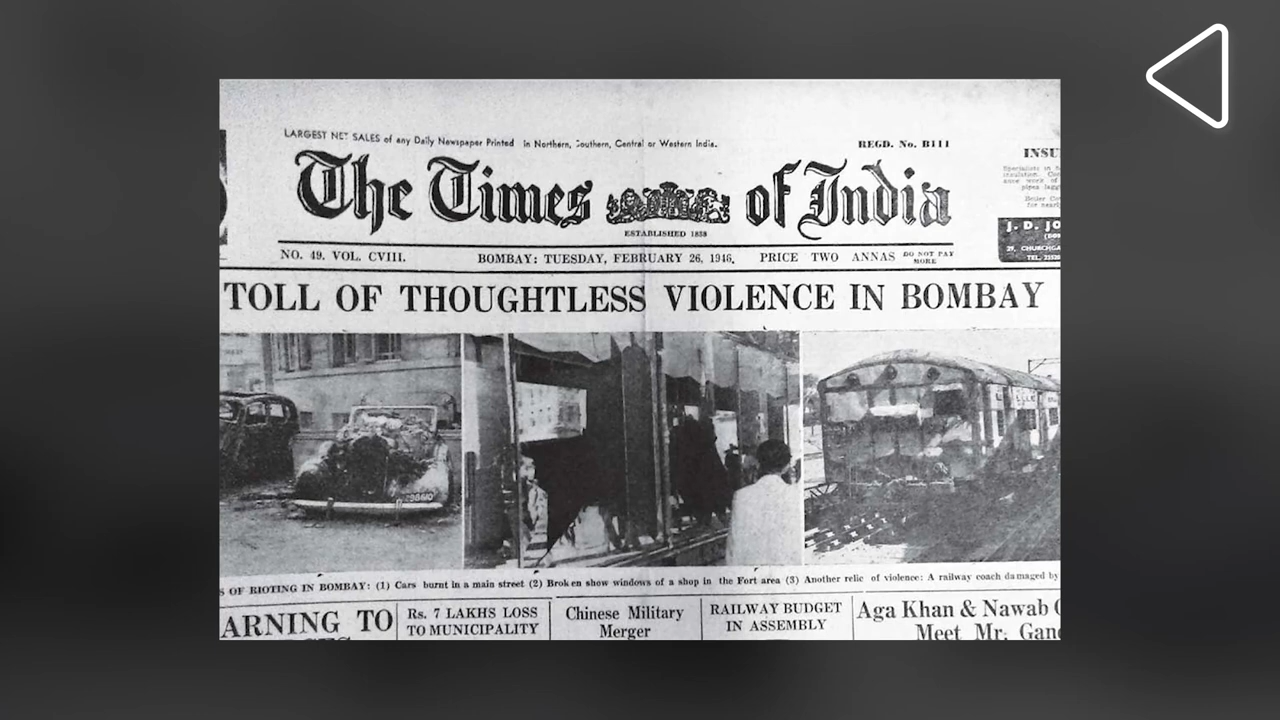 LARGEST NET SALES of any Daily Newspaper Printed in Northern, Southern, Central or Western India.
REGD. No. B111
The Times of India
ESTABLISHED 1838
NO. 49. VOL. CVIII.
BOMBAY: TUESDAY, FEBRUARY 26, 1946.
PRICE TWO ANNAS
DO NOT PAY
MORE
INSU
J. D. JO
29, CHURCHGA
TEL.
TOLL OF THOUGHTLESS VIOLENCE IN BOMBAY
S OF RIOTING IN BOMBAY: (1) Cars burnt in a main street (2) Broken show windows of a shop in the Fort area (3) Another relic of violence: A railway coach damaged by
ARNING TO
Rs. 7 LAKHS LOSS
TO MUNICIPALITY
Chinese Military
Merger
RAILWAY BUDGET
IN ASSEMBLY
Aga Khan & Nawab
Meet Mr. Gan